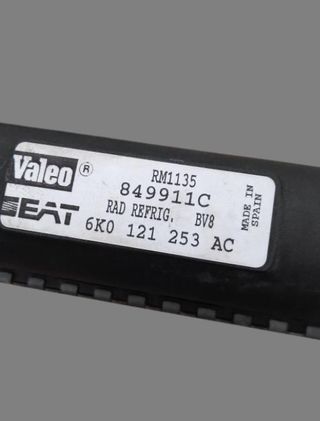 Valeo ®
RM1135
849911C
SEAT
RAD REFRIG, BV8
6K0 121 253 AC
MADE IN
SPAIN